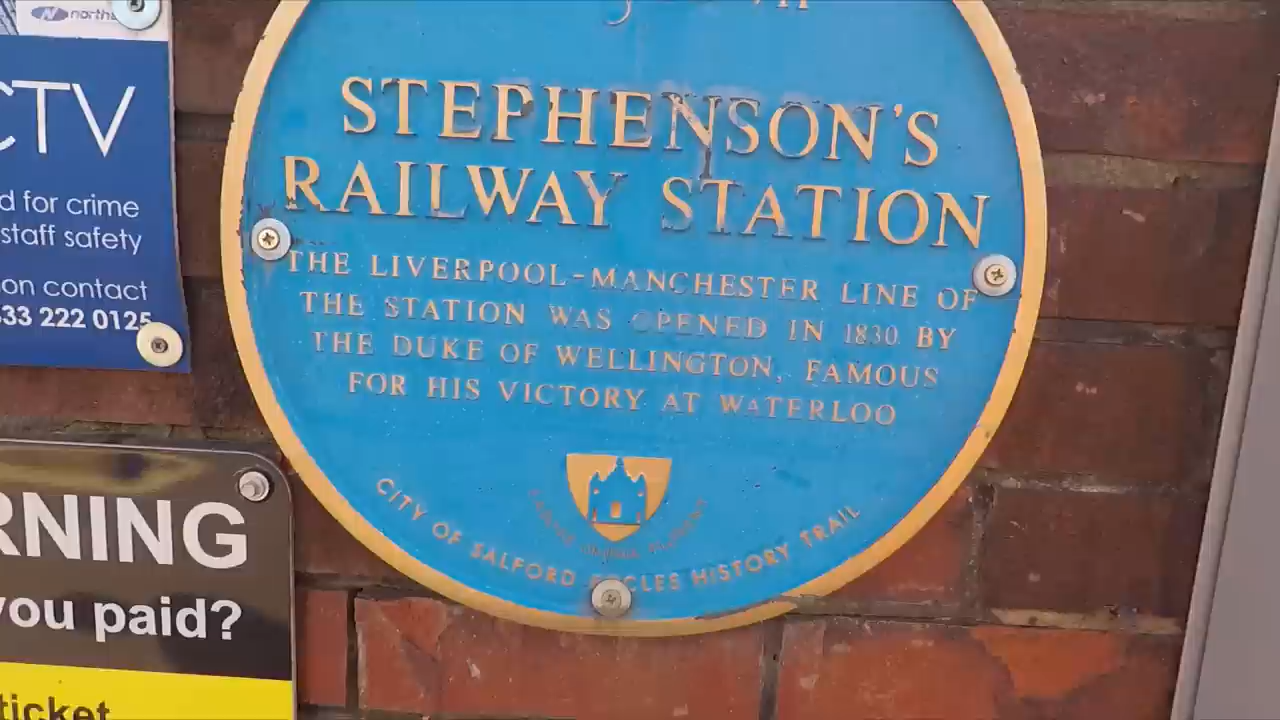 CTV
d for crime
staff safety
on contact
33 222 0125
STEPHENSON'S
RAILWAY STATION
THE LIVERPOOL-MANCHESTER LINE OF
THE STATION WAS OPENED IN 1830 BY
THE DUKE OF WELLINGTON, FAMOUS
FOR HIS VICTORY AT WATERLOO
CITY OF SALFORD ECCLES HISTORY TRAIL
RNING
you paid?
ticket